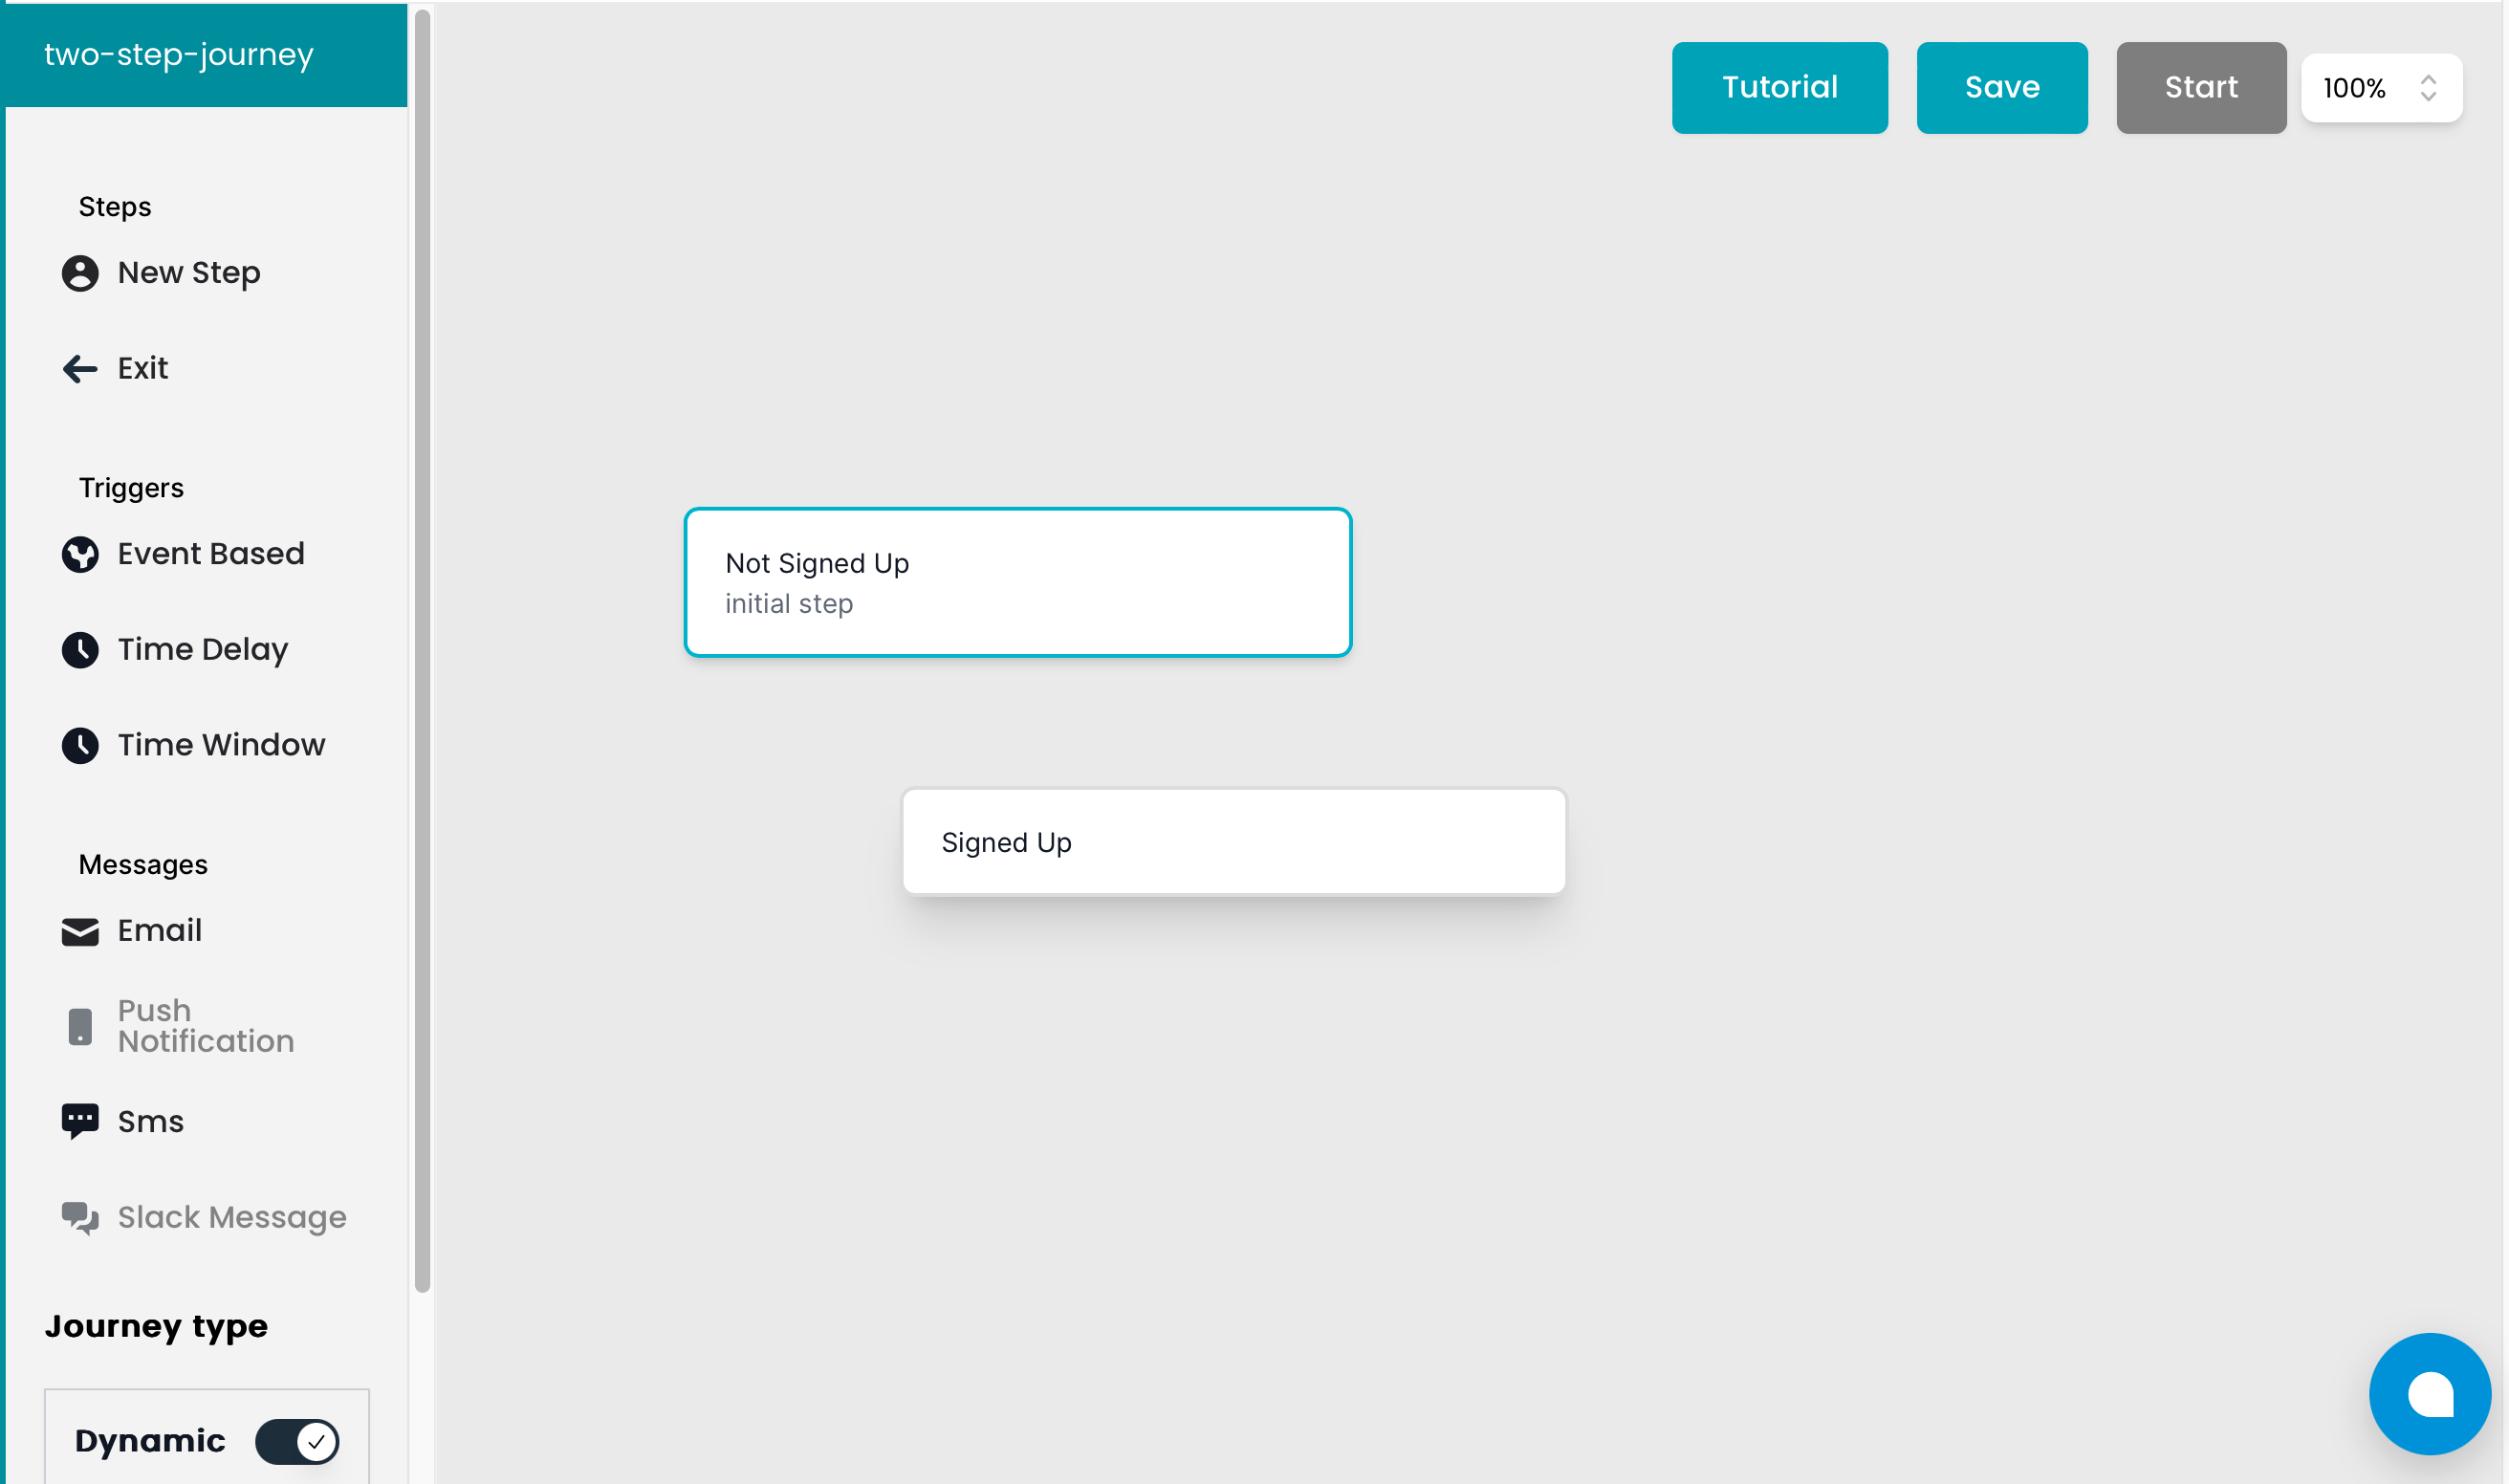 two-step-journey
Tutorial
Save
Start
100%
Steps
New Step
Exit
Triggers
Event Based
Time Delay
Time Window
Messages
Email
Push
Notification
Sms
Slack Message
Journey type
Dynamic
Not Signed Up
initial step
Signed Up